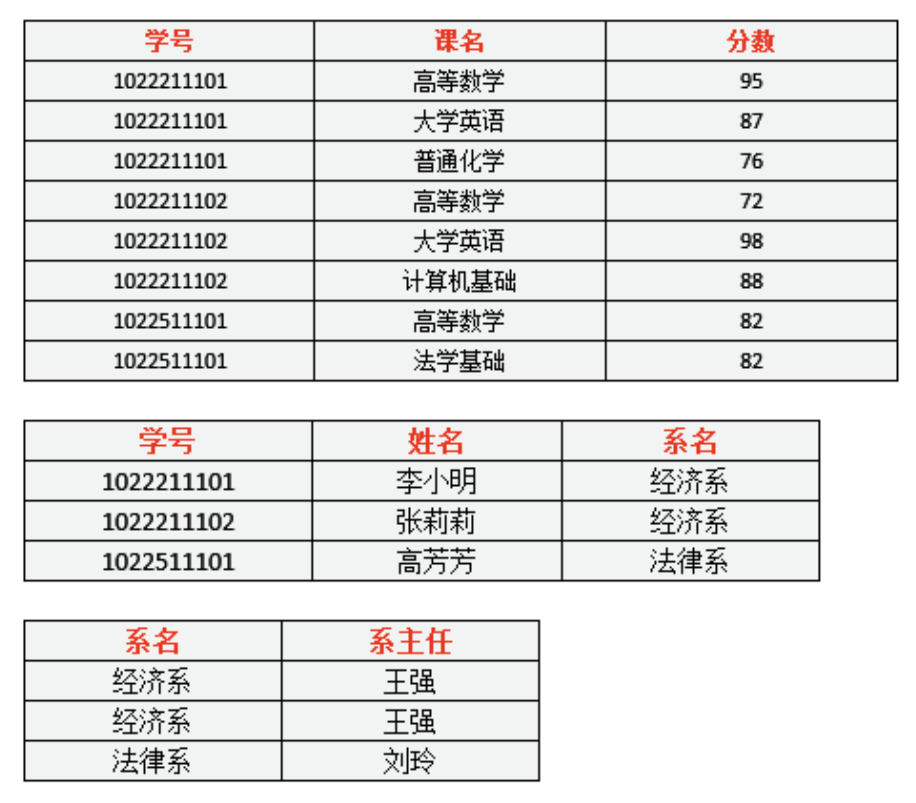 学号 课名 分数
1022211101 高等数学 95
1022211101 大学英语 87
1022211101 普通化学 76
1022211102 高等数学 72
1022211102 大学英语 98
1022211102 计算机基础 88
1022511101 高等数学 82
1022511101 法学基础 82
学号 姓名 系名
1022211101 李小明 经济系
1022211102 张莉莉 经济系
1022511101 高芳芳 法律系
系名 系主任
经济系 王强
经济系 王强
法律系 刘玲